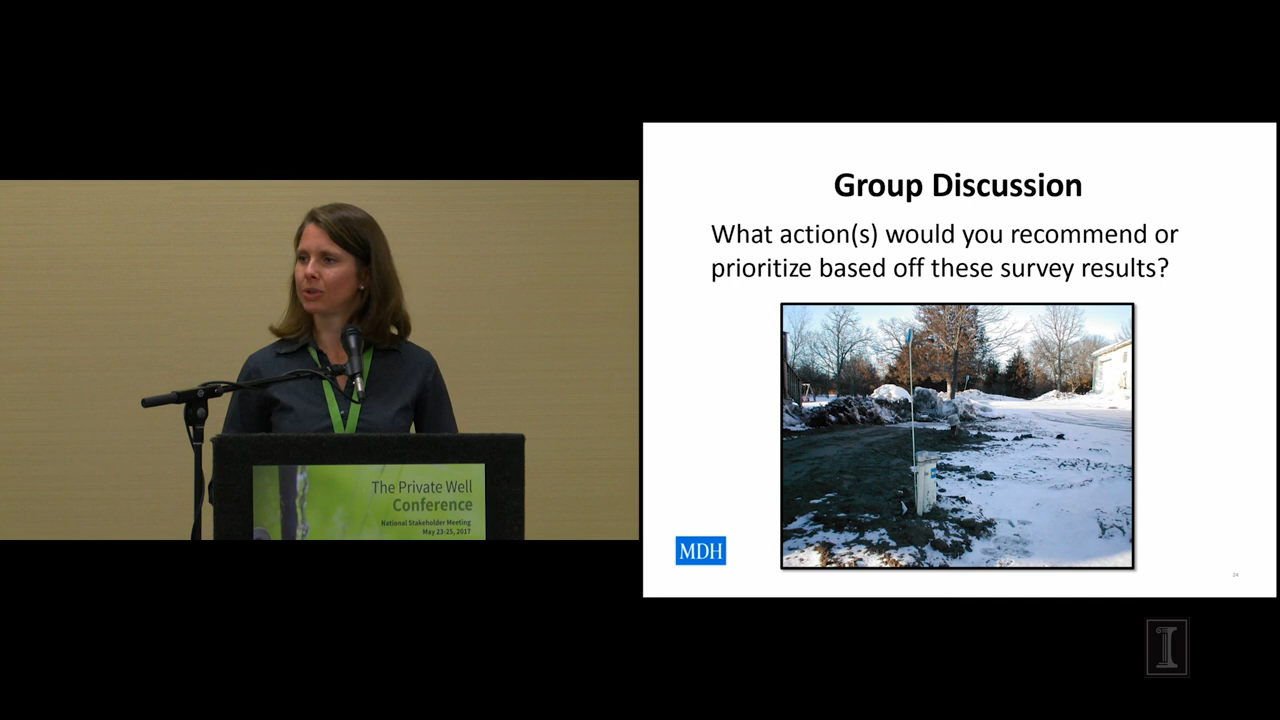 The Private Well
Conference
National Stakeholder Meeting
May 23-25, 2017
Group Discussion
What action(s) would you recommend or
prioritize based off these survey results?
MDH
24
I